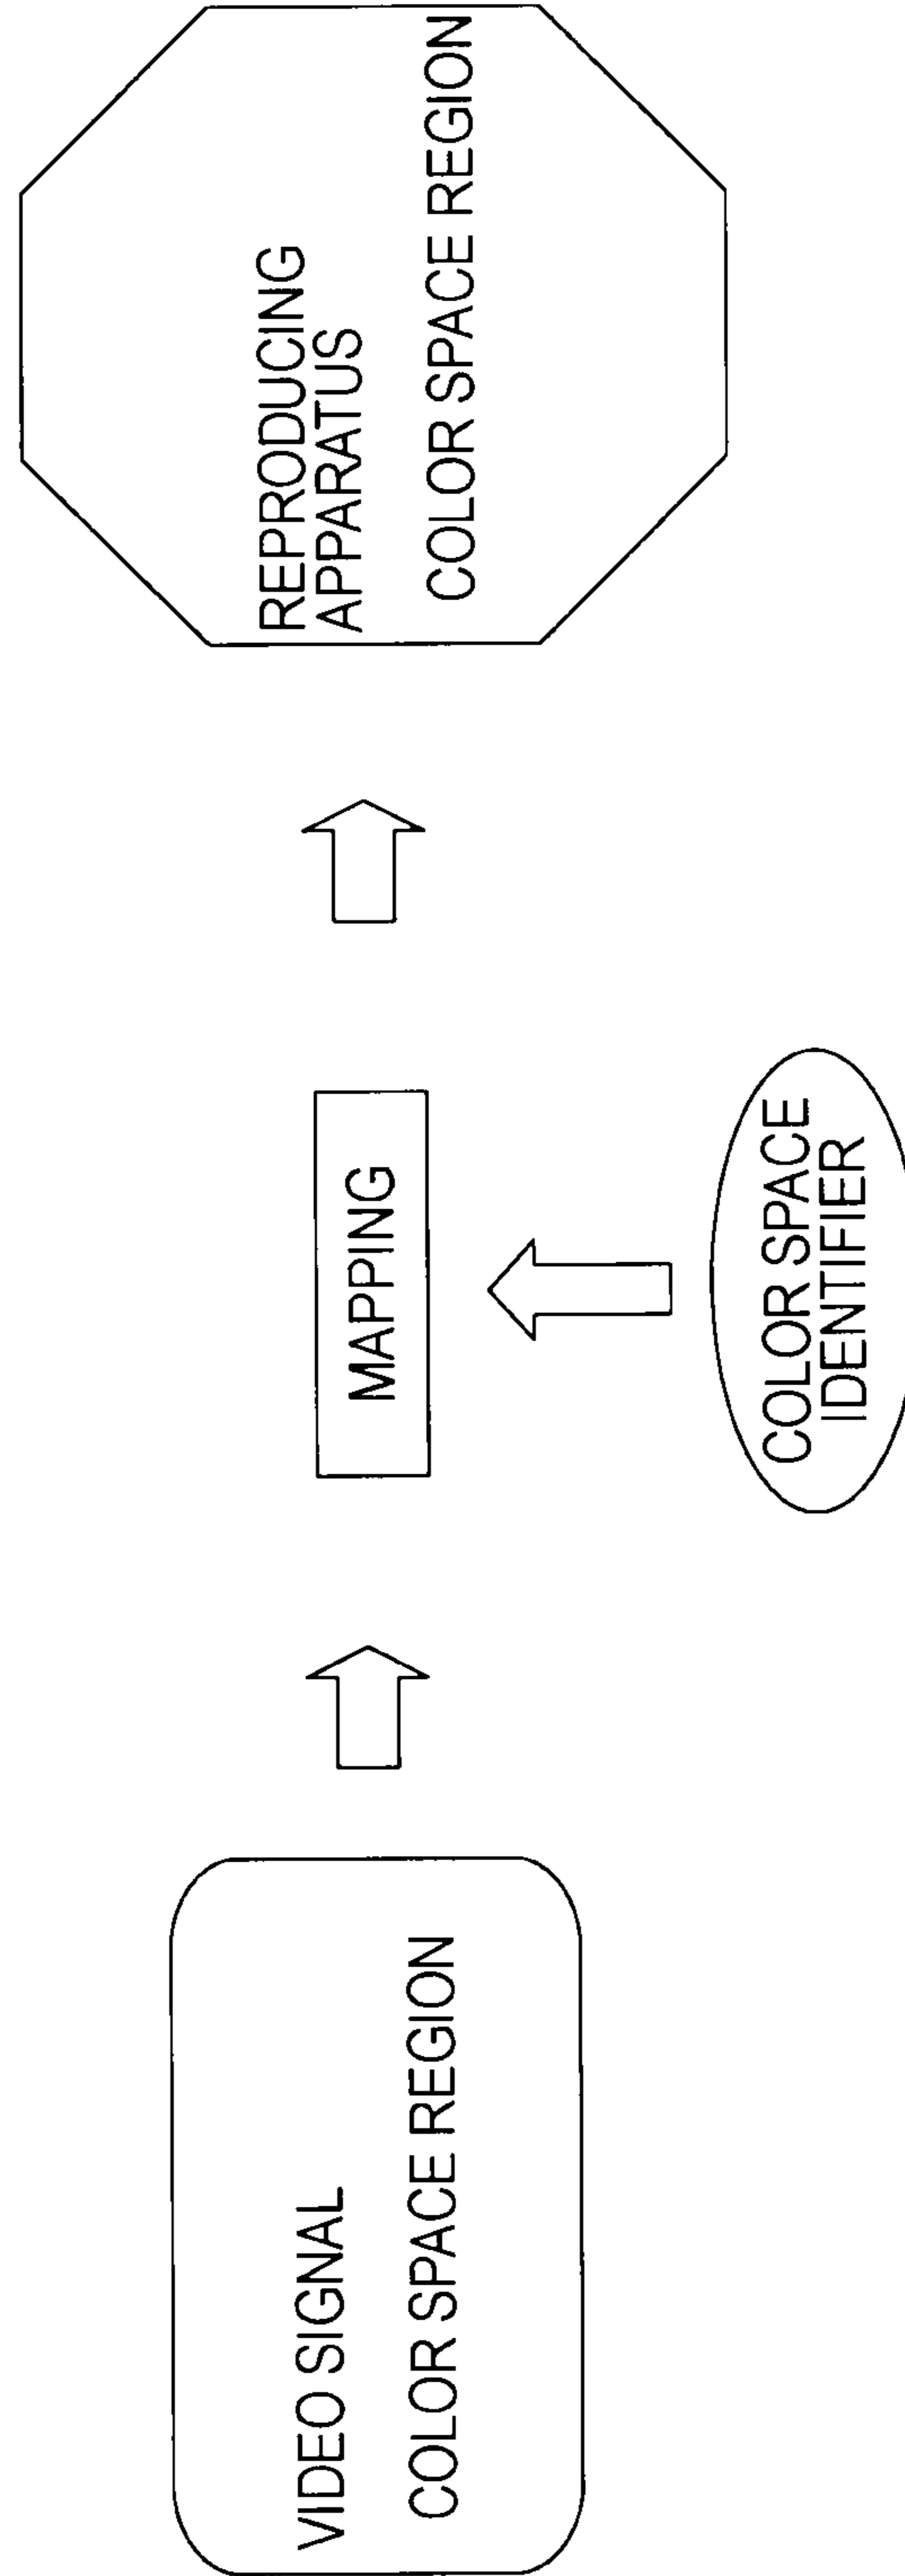 VIDEO SIGNAL
COLOR SPACE REGION
MAPPING
COLOR SPACE
IDENTIFIER
REPRODUCING
APPARATUS
COLOR SPACE REGION